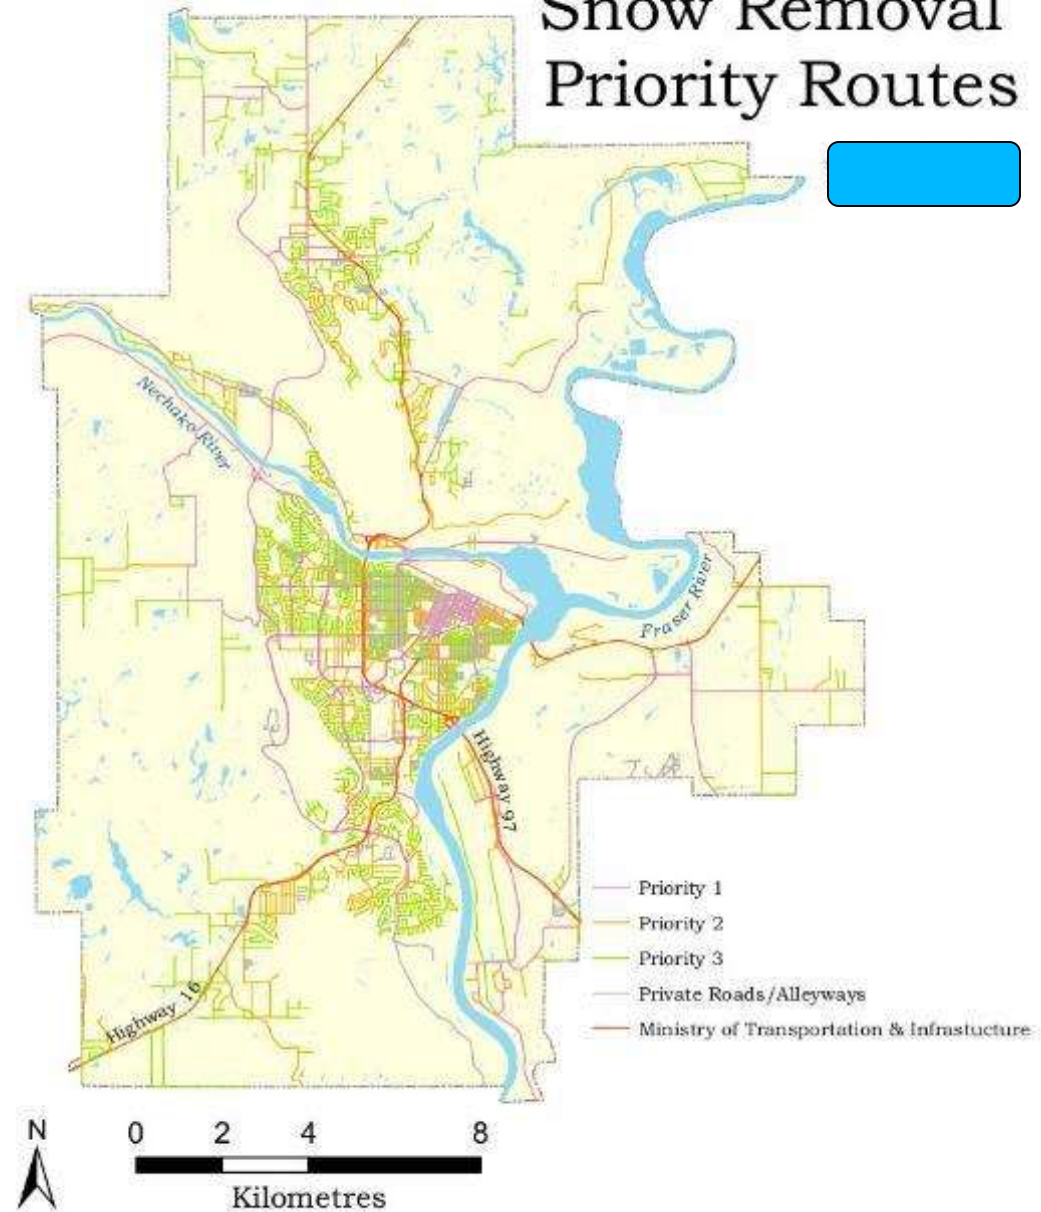 Snow Removal
Priority Routes
Nechako River
Fraser River
Highway 97
Priority 1
Priority 2
Priority 3
Private Roads/Alleyways
Ministry of Transportation & Infrastucture
Highway 16
N
0 2 4 8
Kilometres